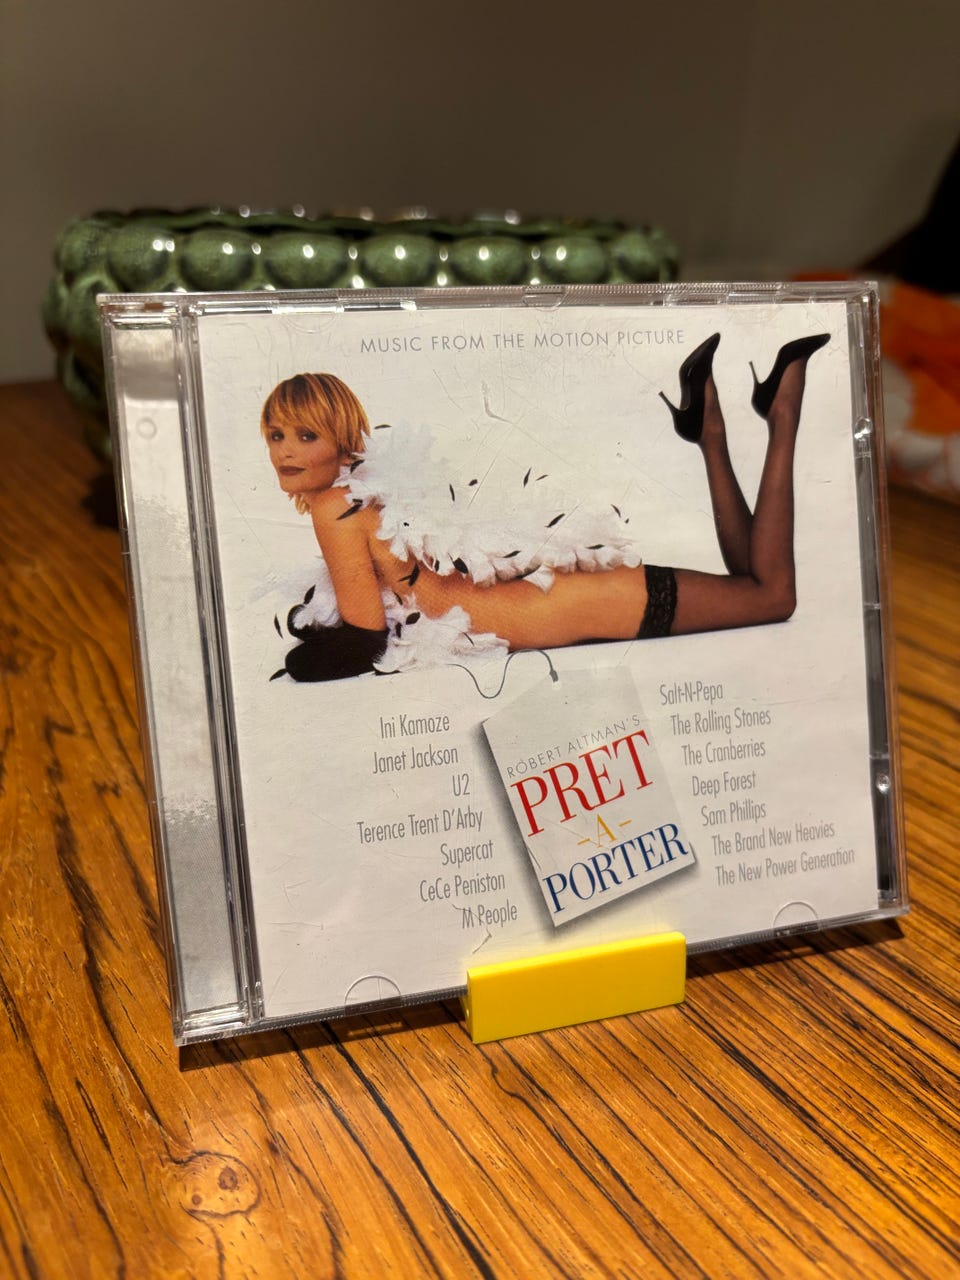 MUSIC FROM THE MOTION PICTURE
Ini Kamoze
Janet Jackson
U2
Terence Trent D'Arby
Supercat
CeCe Peniston
M People
ROBERT ALTMAN'S
PRET
-A-
PORTER
Salt-N-Pepa
The Rolling Stones
The Cranberries
Deep Forest
Sam Phillips
The Brand New Heavies
The New Power Generation